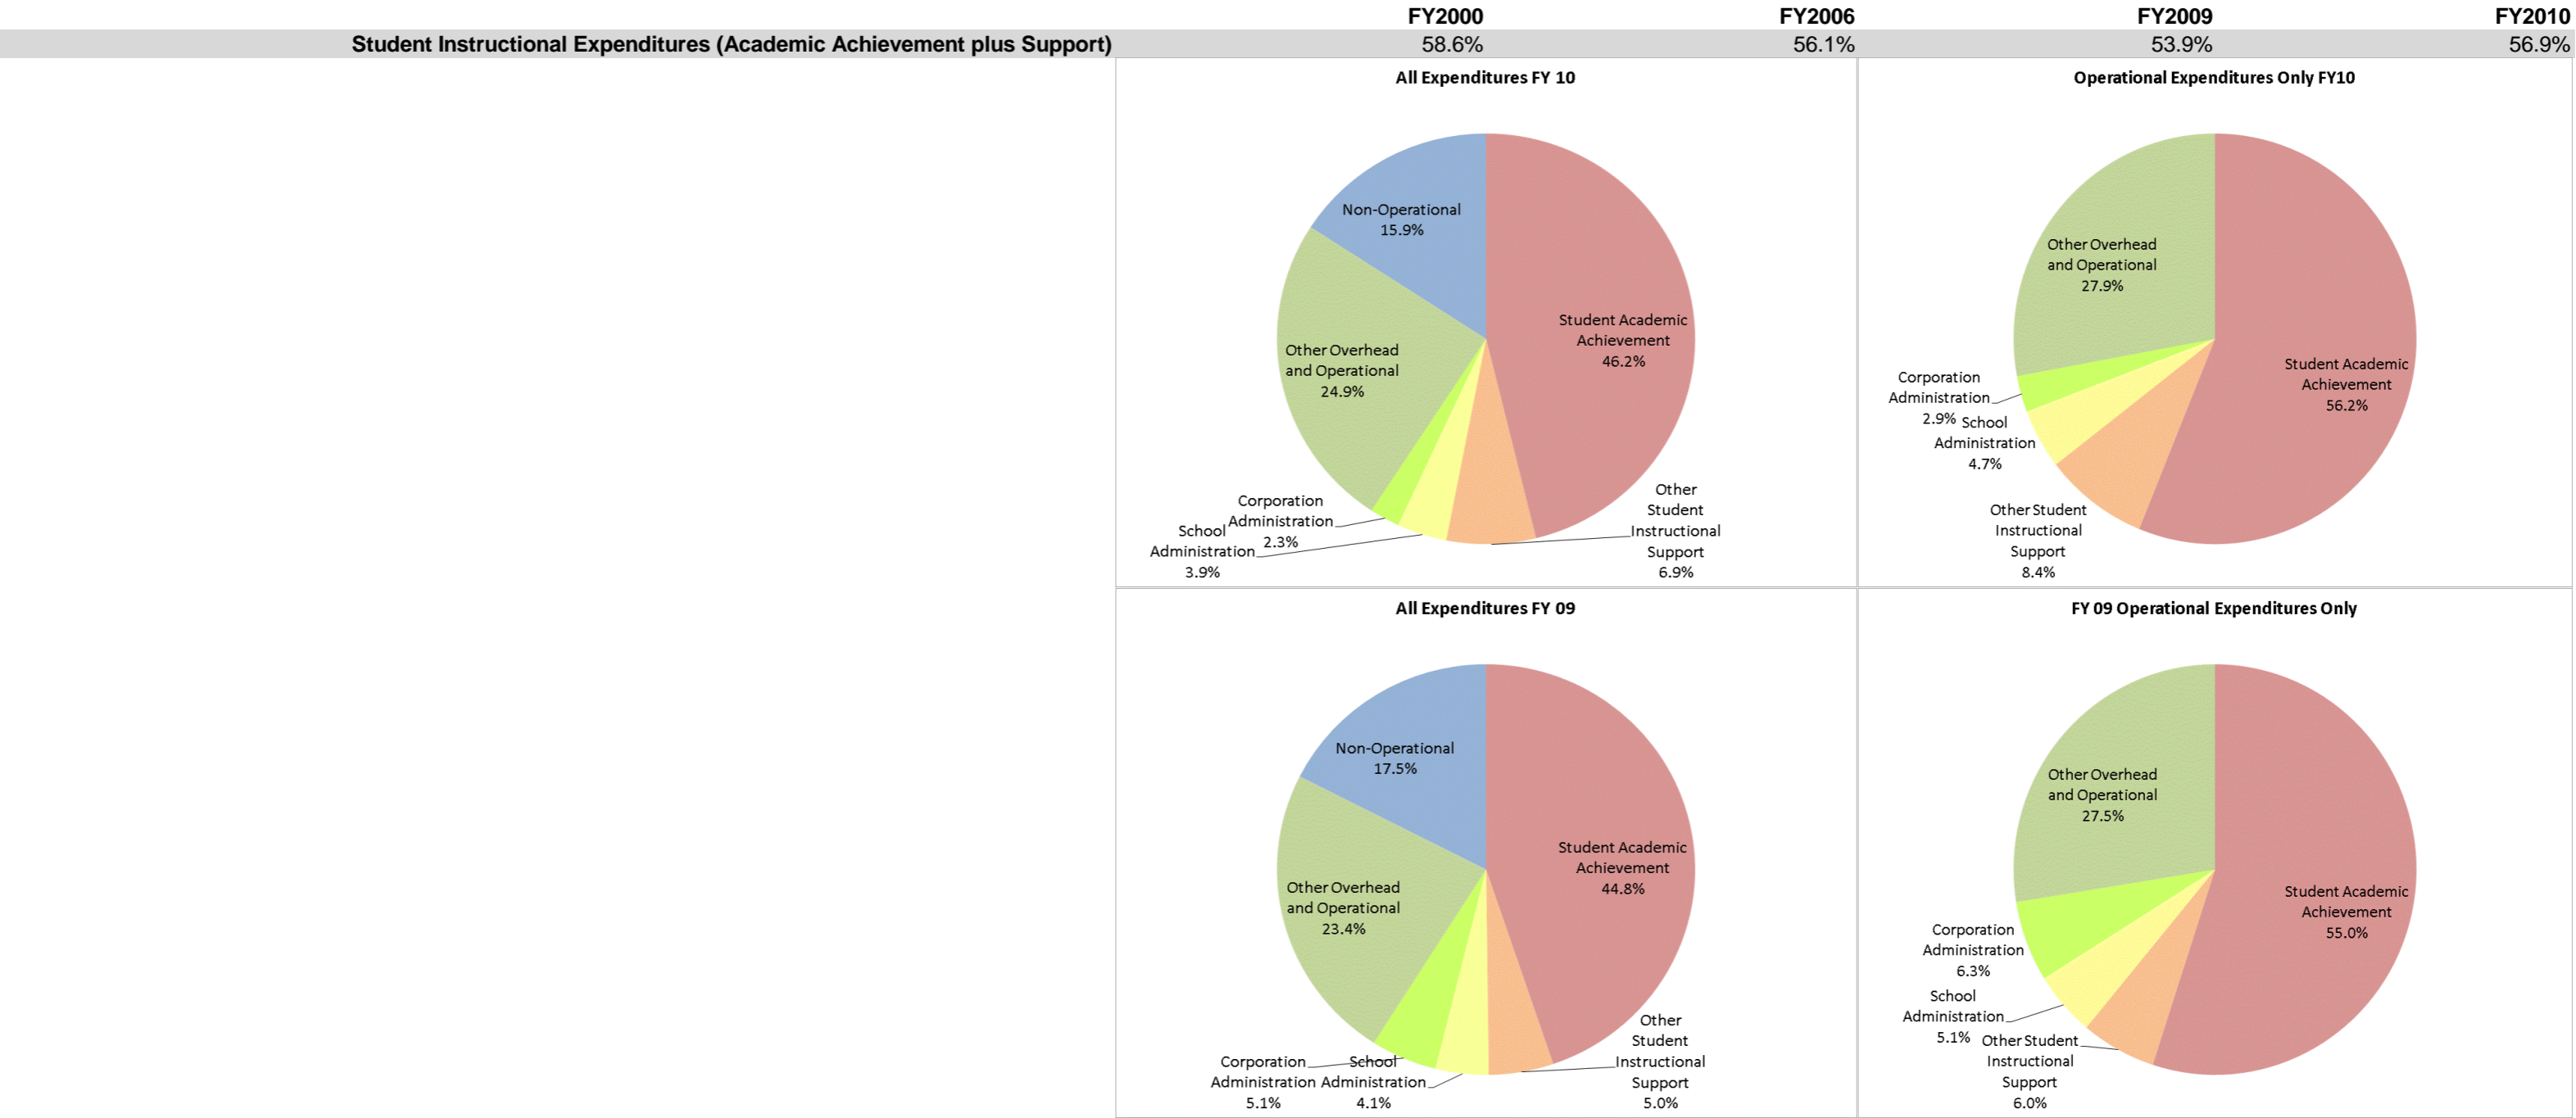 FY2000 FY2006 FY2009 FY2010
Student Instructional Expenditures (Academic Achievement plus Support) 58.6% 56.1% 53.9% 56.9%
All Expenditures FY 10
Non-Operational
15.9%
Student Academic
Achievement
46.2%
Other Overhead
and Operational
24.9%
Corporation
Administration
2.3%
School
Administration
3.9%
Other
Student
Instructional
Support
6.9%
Operational Expenditures Only FY10
Other Overhead
and Operational
27.9%
Student Academic
Achievement
56.2%
Corporation
Administration
2.9%
School
Administration
4.7%
Other Student
Instructional
Support
8.4%
All Expenditures FY 09
Non-Operational
17.5%
Student Academic
Achievement
44.8%
Other Overhead
and Operational
23.4%
Corporation
Administration
5.1%
School
Administration
4.1%
Other
Student
Instructional
Support
5.0%
FY 09 Operational Expenditures Only
Other Overhead
and Operational
27.5%
Student Academic
Achievement
55.0%
Corporation
Administration
6.3%
School
Administration
5.1%
Other Student
Instructional
Support
6.0%